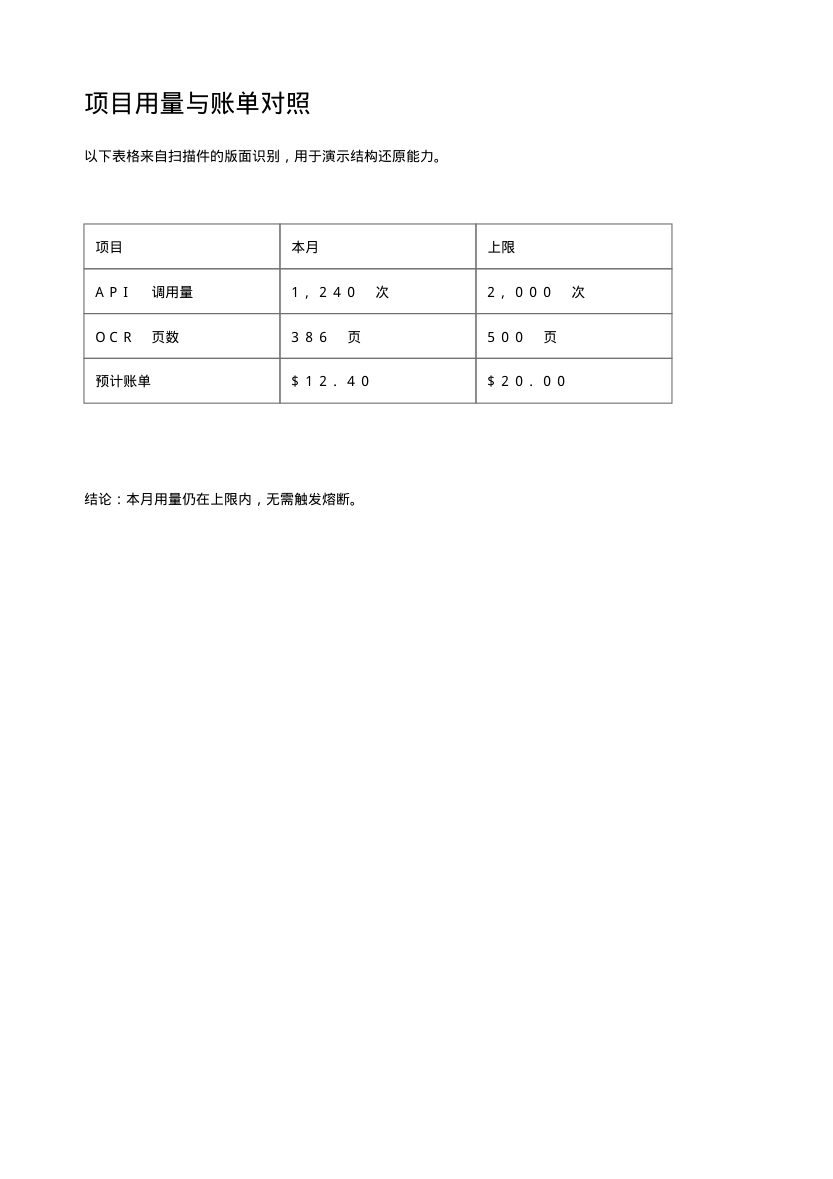 项目用量与账单对照
以下表格来自扫描件的版面识别，用于演示结构还原能力。
项目 本月 上限
API 调用量 1,240 次 2,000 次
OCR 页数 386 页 500 页
预计账单 $12.40 $20.00
结论：本月用量仍在上限内，无需触发熔断。